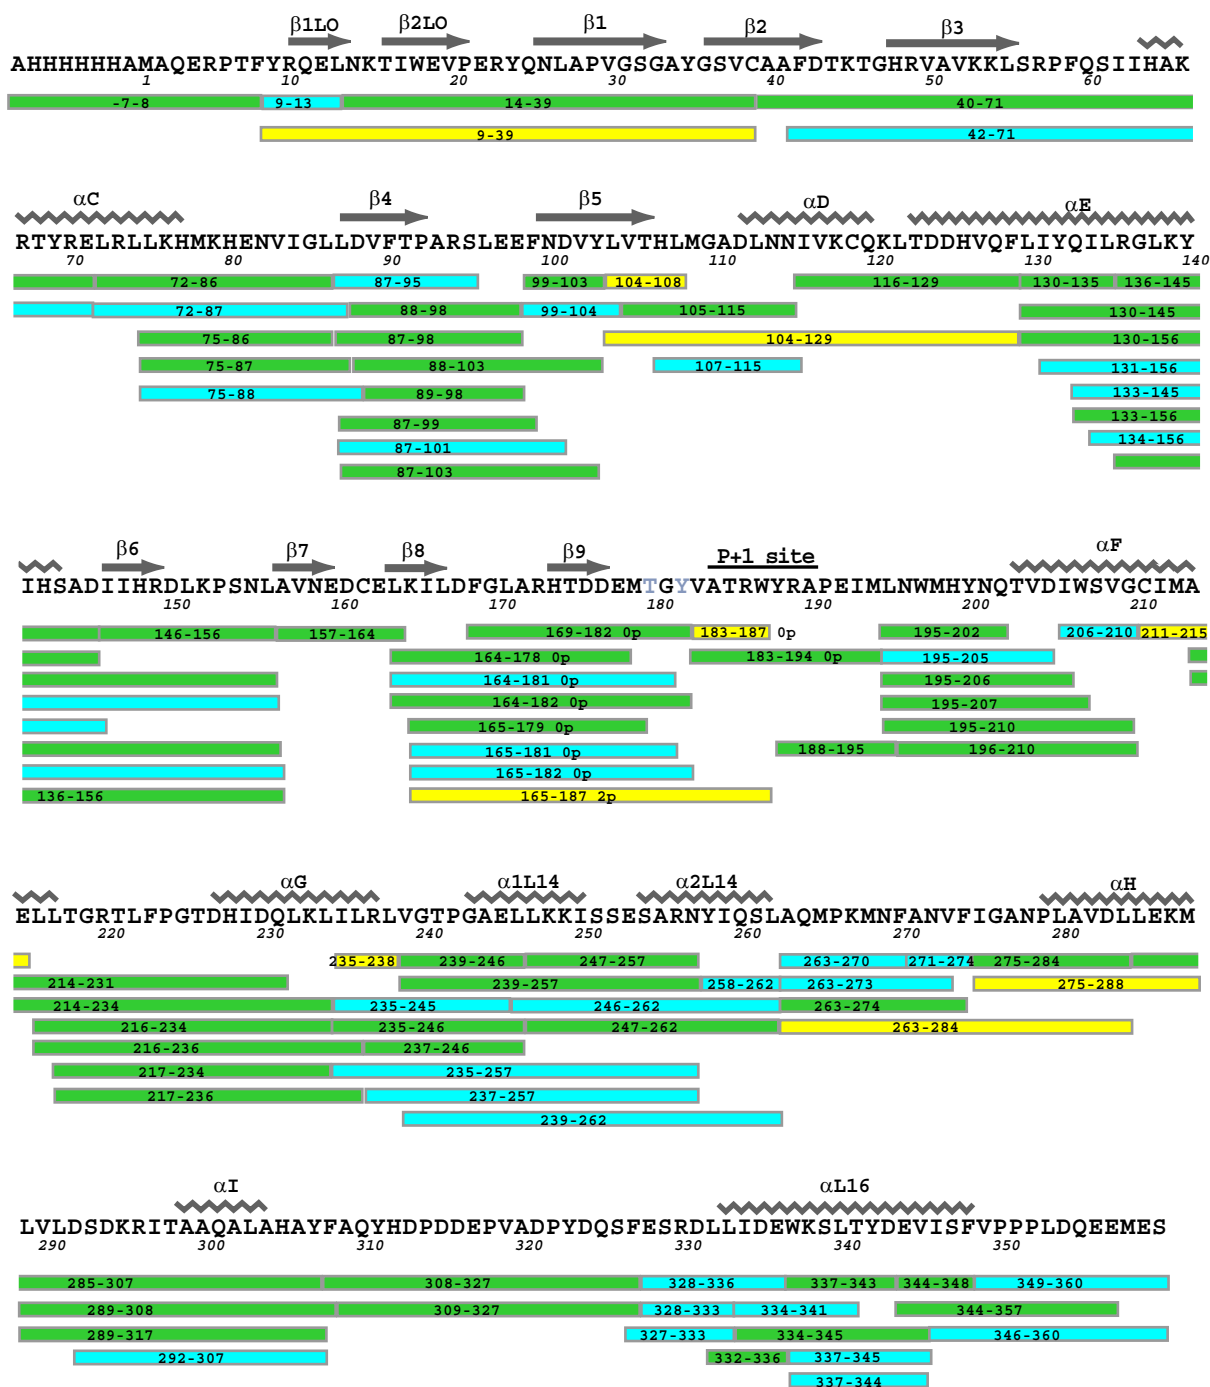 β1LO β2LO β1 β2 β3
AHHHHHHAMAQERPTFYRQELNKTIWEVPERYQNLAPVGSGAYGSVCAAFDTKTGHRVAVKKLSRPFQSIIHAK
1 10 20 30 40 50 60
-7-8 9-13 14-39 40-71
9-39 42-71
αC β4 β5 αD αE
RTYRELRLLKHMKHENVIGLLDVFTPARSLEEFNDVYLVTHLMGADLNNIVKCQKLTDDHVQFLIYQILRGLKY
70 80 90 100 110 120 130 140
72-86 87-95 99-103 104-108 116-129 130-135 136-145
72-87 88-98 99-104 105-115 130-145
75-86 87-98 104-129 130-156
75-87 88-103 107-115 131-156
75-88 89-98 133-145
87-99 133-156
87-101 134-156
87-103
β6 β7 β8 β9 P+1 site αF
IHSADIIHRDLKPSNLAVNEDCELKILDFGLARHTDDEMTGYVATRWYRAPEIMLNWMHYNQTVDIWSVGCIMA
150 160 170 180 190 200 210
146-156 157-164 169-182 0p 183-187 0p 195-202 206-210 211-215
164-178 0p 183-194 0p 195-205
164-181 0p 195-206
164-182 0p 195-207
165-179 0p 195-210
165-181 0p 188-195 196-210
165-182 0p
136-156 165-187 2p
αG α1L14 α2L14 αH
ELLTGRTLFPGTDHIDQLKLILRLVGTPGAELLKKISSESARNYIQSLAQMPKMNFANVFIGANPLAVDLLEKM
220 230 240 250 260 270 280
235-238 239-246 247-257 263-270 271-274 275-284
214-231 239-257 258-262 263-273 275-288
214-234 235-245 246-262 263-274
216-234 235-246 247-262 263-284
216-236 237-246
217-234 235-257
217-236 237-257
239-262
αI αL16
LVLDSDKRITAAQALAHAYFAQYHDPDDEPVADPYDQSFESRDLLIDEWKSLTYDEVISFVPPPLDQEEMES
290 300 310 320 330 340 350
285-307 308-327 328-336 337-343 344-348 349-360
289-308 309-327 328-333 334-341 344-357
289-317 327-333 334-345 346-360
292-307 332-336 337-345
337-344